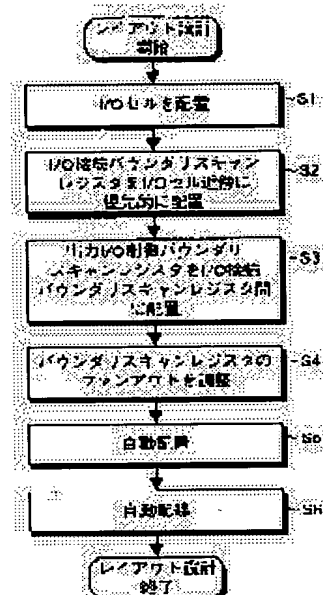 レイアウト設計
開始
I/Oセルを配置
S1
I/O接続バウンダリスキャン
レジスタをI/Oセル近傍に
優先的に配置
S2
出力I/O制御バウンダリ
スキャンレジスタをI/O接続
バウンダリスキャンレジスタ間
に配置
S3
バウンダリスキャンレジスタの
ファンアウトを調整
S4
自動配置
S5
自動配線
S6
レイアウト設計
終了